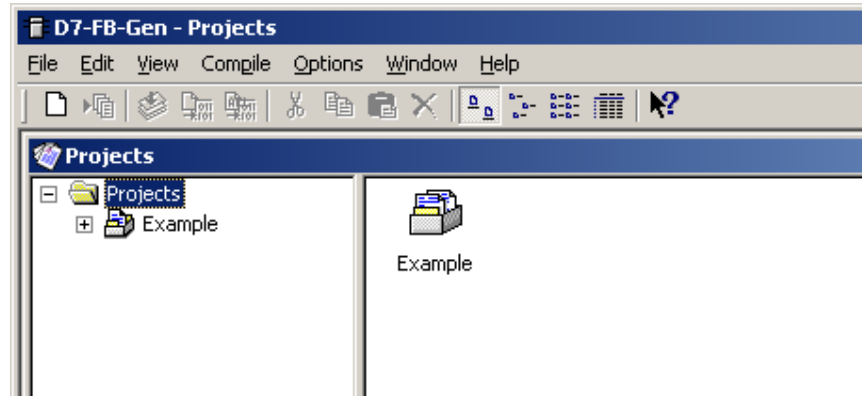 D7-FB-Gen - Projects
File Edit View Compile Options Window Help
Projects
Projects
Example
Example